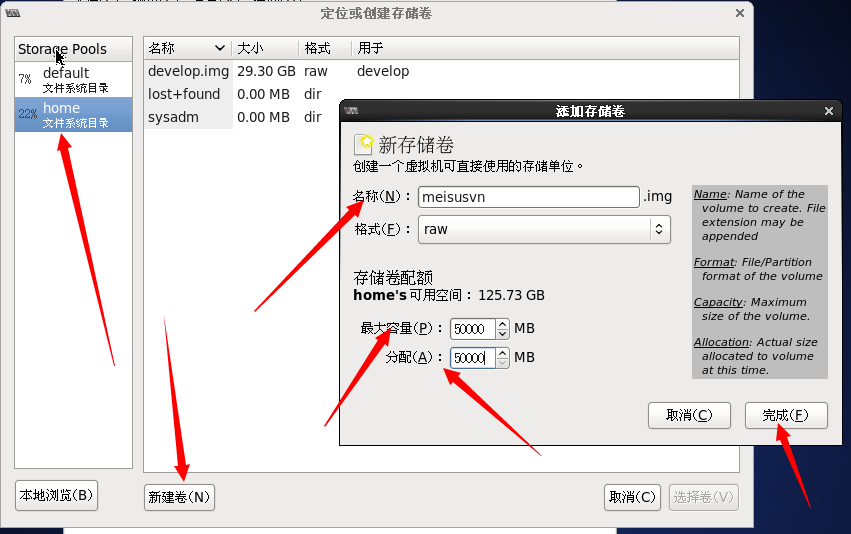 定位或创建存储卷
Storage Pools
7% default
文件系统目录
22% home
文件系统目录
名称 大小 格式 用于
develop.img 29.30 GB raw develop
lost+found 0.00 MB dir
sysadm 0.00 MB dir
本地浏览(B)
新建卷(N)
取消(C)
选择卷(V)
添加存储卷
新存储卷
创建一个虚拟机可直接使用的存储单位。
名称(N)： meisusvn .img
格式(F)： raw
存储卷配额
home's 可用空间： 125.73 GB
最大容量(P)： 50000 MB
分配(A)： 50000 MB
Name: Name of the
volume to create. File
extension may be
appended
Format: File/Partition
format of the volume
Capacity: Maximum
size of the volume.
Allocation: Actual size
allocated to volume
at this time.
取消(C)
完成(F)